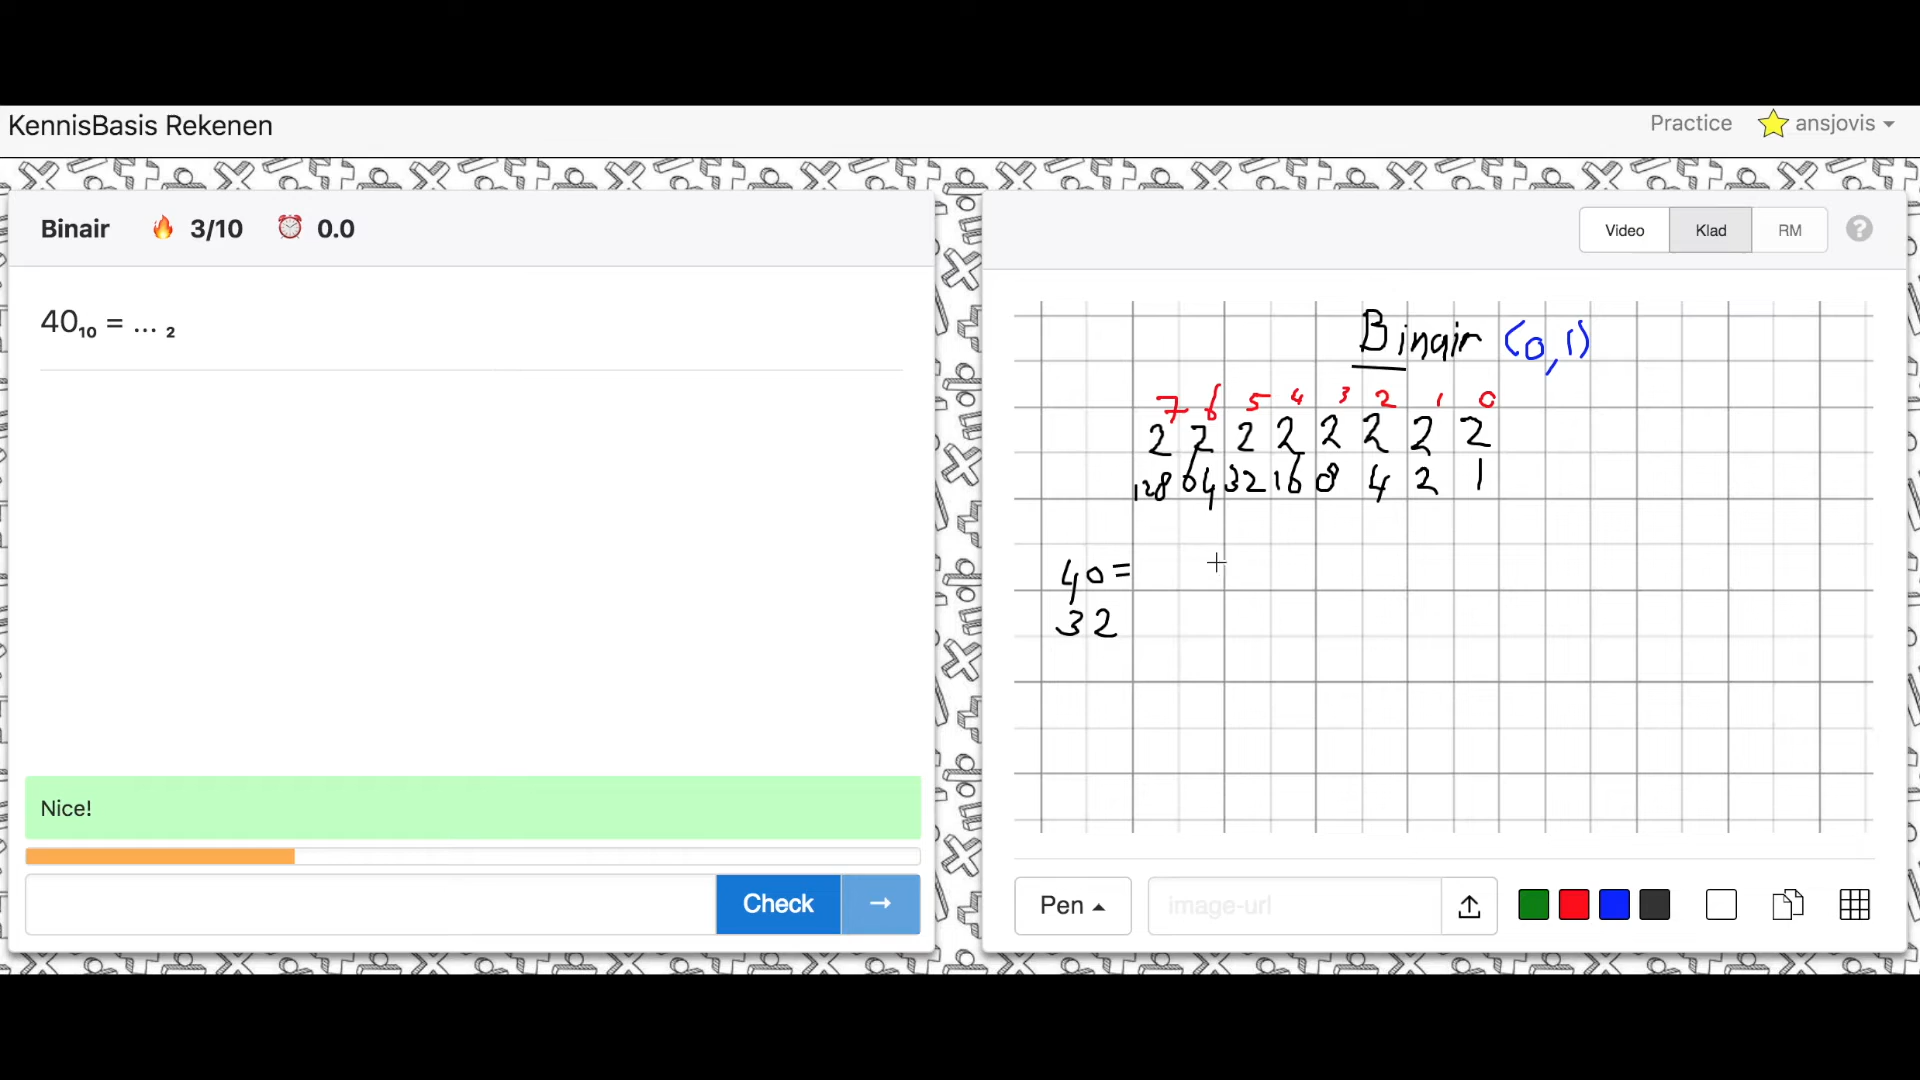 KennisBasis Rekenen
Practice ansjovis
Binair 3/10 0.0
Video Klad RM ?
40₁₀ = ... ₂
Binair (0,1)
7 6 5 4 3 2 1 0
2 2 2 2 2 2 2 2
128 64 32 16 8 4 2 1
40=
32
Nice!
Check →
Pen image-url